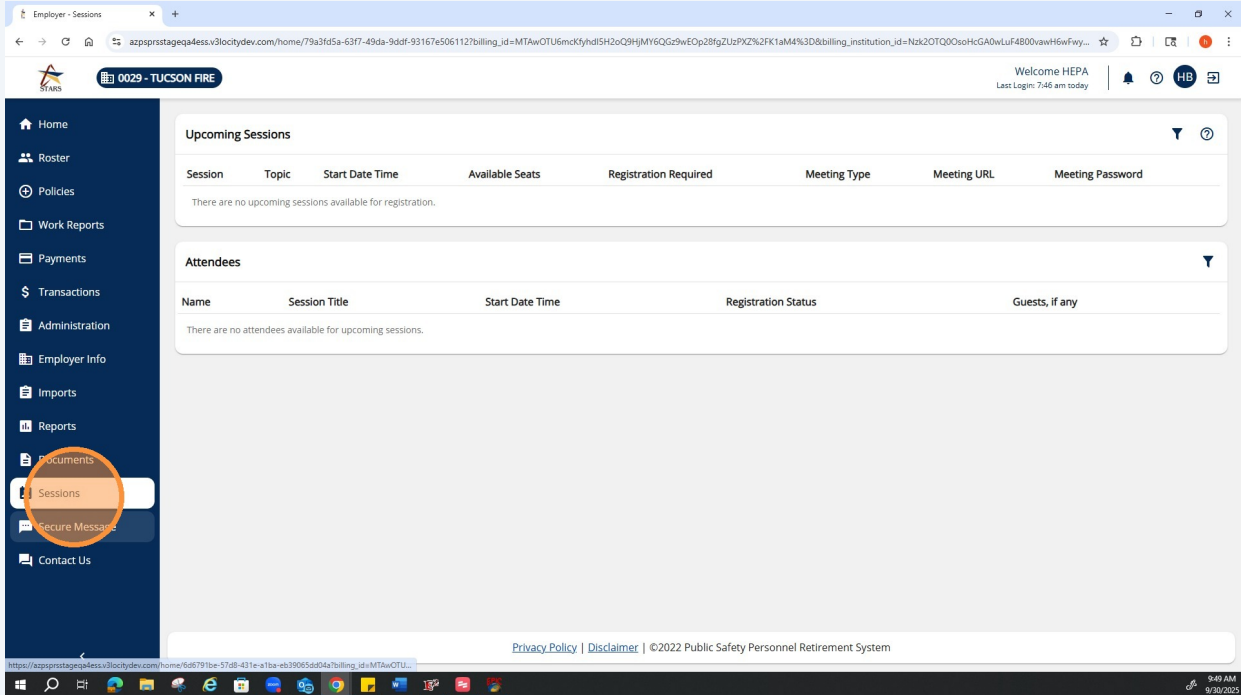 Employer - Sessions
azpsprsstageqa4ess.v3locitydev.com/home/79a3fd5a-63f7-49da-9ddf-93167e506112?billing_id=MTAwOTU6mcKfyhdI5H2oQ9HjMY6QGz9wEOp28fgZUzPXZ%2FK1aM4%3D&billing_institution_id=Nzk2OTQ0OsoHcGA0wLuF4800vawH6wFwy...
h
STARS
0029 - TUCSON FIRE
Welcome HEPA
Last Login: 7:46 am today
HB
Home
Roster
Policies
Work Reports
Payments
Transactions
Administration
Employer Info
Imports
Reports
Documents
Sessions
Secure Message
Contact Us
Upcoming Sessions
Session Topic Start Date Time Available Seats Registration Required Meeting Type Meeting URL Meeting Password
There are no upcoming sessions available for registration.
Attendees
Name Session Title Start Date Time Registration Status Guests, if any
There are no attendees available for upcoming sessions.
Privacy Policy | Disclaimer | ©2022 Public Safety Personnel Retirement System
https://azpsprsstageqa4ess.v3locitydev.com/home/6d6791be-57d8-431e-a1ba-eb39065dd04a?billing_id=MTAwOTU...
9:49 AM
9/30/2025